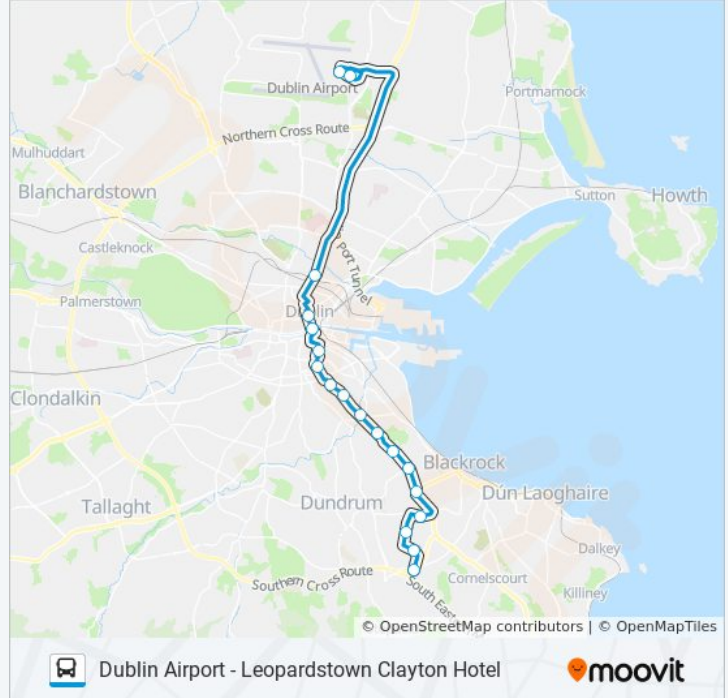 Dublin Airport
Portmarnock
Northern Cross Route
Mulhuddart
Blanchardstown
Sutton
Howth
Castleknock
Port Tunnel
Palmerstown
Dublin
Clondalkin
Blackrock
Dún Laoghaire
Tallaght
Dundrum
Dalkey
Southern Cross Route
Cornelscourt
Killiney
South East
© OpenStreetMap contributors | © OpenMapTiles
Dublin Airport - Leopardstown Clayton Hotel
moovit